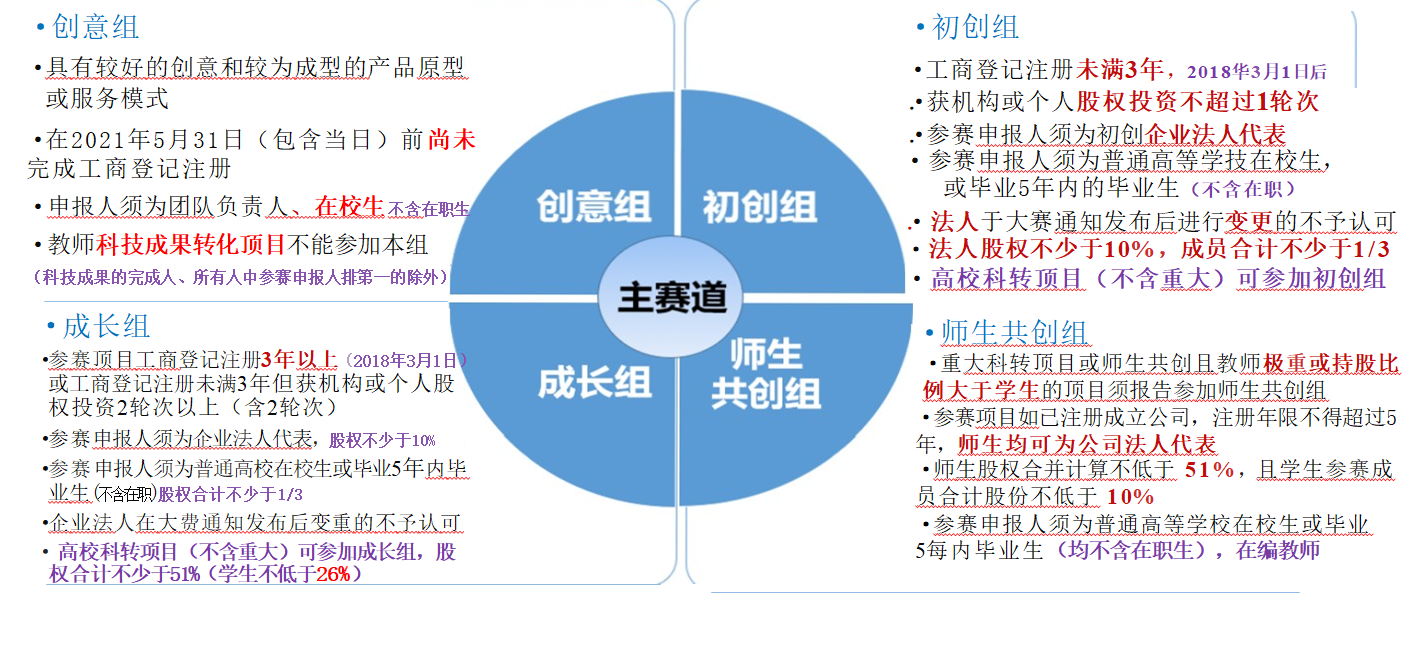 •创意组
•具有较好的创意和较为成型的产品原型
或服务模式
•在2021年5月31日（包含当日）前尚未
完成工商登记注册
•申报人须为团队负责人、在校生不含在职生
•教师科技成果转化项目不能参加本组
（科技成果的完成人、所有人中参赛申报人排第一的除外）
•成长组
•参赛项目工商登记注册3年以上（2018年3月1日）
或工商登记注册未满3年但获机构或个人股
权投资2轮次以上（含2轮次）
•参赛申报人须为企业法人代表，股权不少于10%
•参赛申报人须为普通高校在校生或毕业5年内毕
业生(不含在职)股权合计不少于1/3
•企业法人在大费通知发布后变重的不予认可
•高校科转项目（不含重大）可参加成长组，股
权合计不少于51%（学生不低于26%）
创意组
初创组
主赛道
成长组
师生
共创组
•初创组
•工商登记注册未满3年，2018华3月1日后
.•获机构或个人股权投资不超过1轮次
.•参赛申报人须为初创企业法人代表
•参赛申报人须为普通高等学技在校生，
或毕业5年内的毕业生（不含在职）
.•法人于大赛通知发布后进行变更的不予认可
•法人股权不少于10%，成员合计不少于1/3
•高校科转项目（不含重大）可参加初创组
•师生共创组
•重大科转项目或师生共创且教师极重或持股比
例大于学生的项目须报告参加师生共创组
•参赛项目如已注册成立公司，注册年限不得超过5
年，师生均可为公司法人代表
•师生股权合并计算不低于 51%，且学生参赛成
员合计股份不低于 10%
•参赛申报人须为普通高等学校在校生或毕业
5每内毕业生（均不含在职生），在编教师